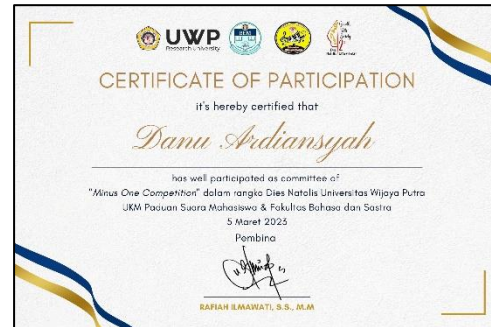 UWP
Research university
BEM
CERTIFICATE OF PARTICIPATION
it's hereby certified that
Danu Ardiansyah
has well participated as committee of
"Minus One Competition" dalam rangka Dies Natalis Universitas Wijaya Putra
UKM Paduan Suara Mahasiswa & Fakultas Bahasa dan Sastra
5 Maret 2023
Pembina
RAFIAH ILMAWATI, S.S., M.M